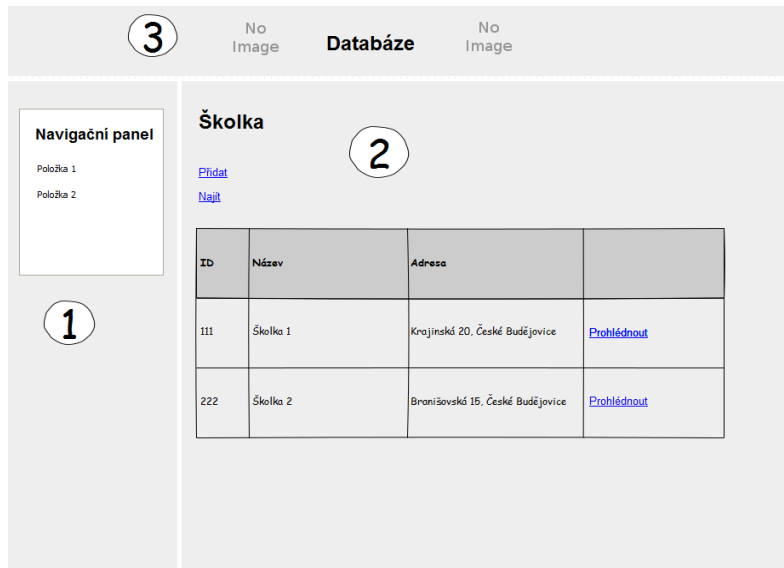 3
No
Image
Databáze
No
Image
Navigační panel
Položka 1
Položka 2
1
Školka
2
Přidat
Najít
ID Název Adresa
111 Školka 1 Krajinská 20, České Budějovice Prohlédnout
222 Školka 2 Branišovská 15, České Budějovice Prohlédnout